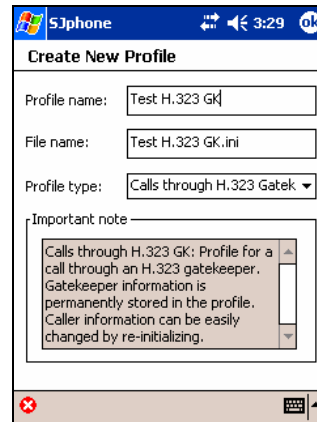 SJphone 3:29 ok
Create New Profile
Profile name: Test H.323 GK
File name: Test H.323 GK.ini
Profile type: Calls through H.323 Gatek
Important note
Calls through H.323 GK: Profile for a
call through an H.323 gatekeeper.
Gatekeeper information is
permanently stored in the profile.
Caller information can be easily
changed by re-initializing.